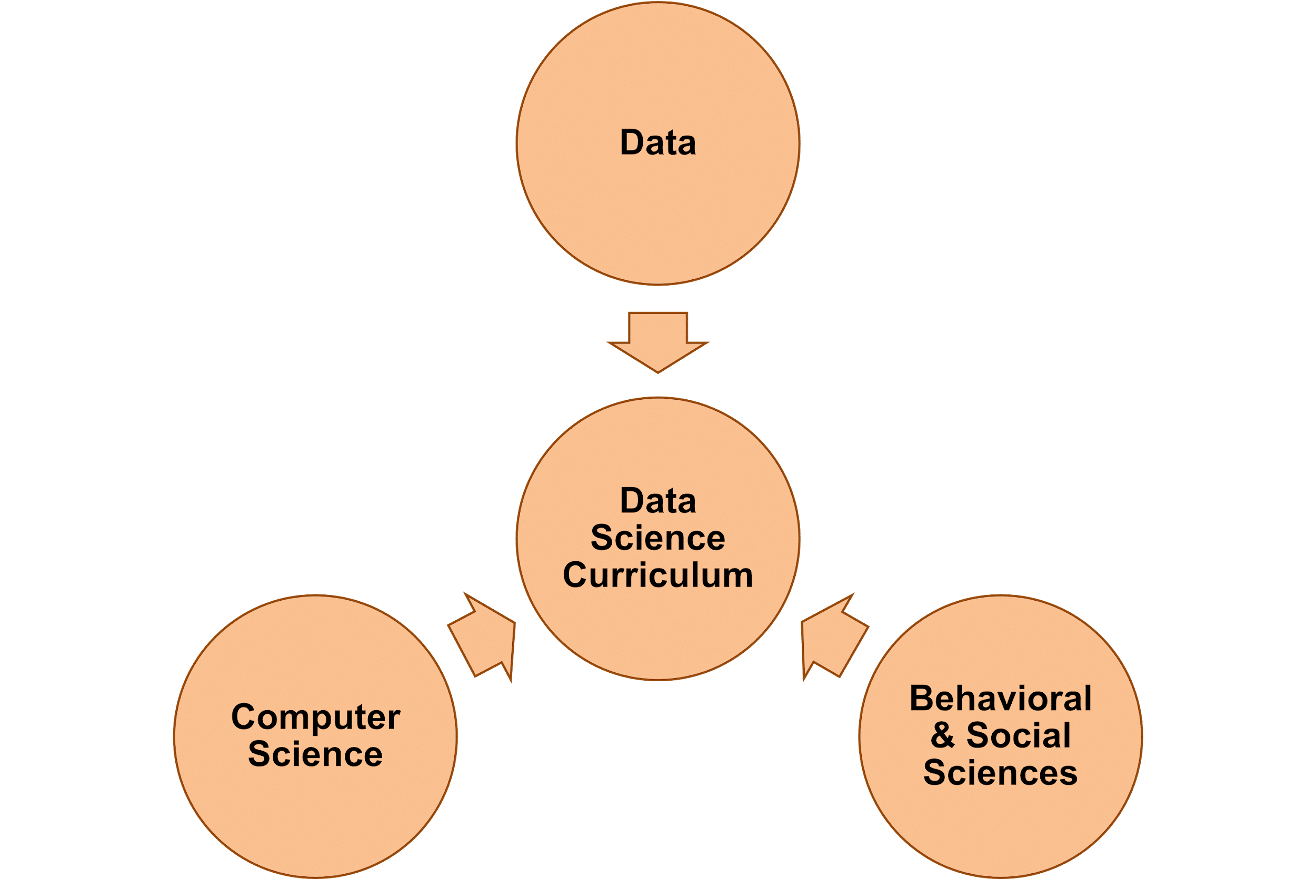 Data
Data
Science
Curriculum
Computer
Science
Behavioral
& Social
Sciences